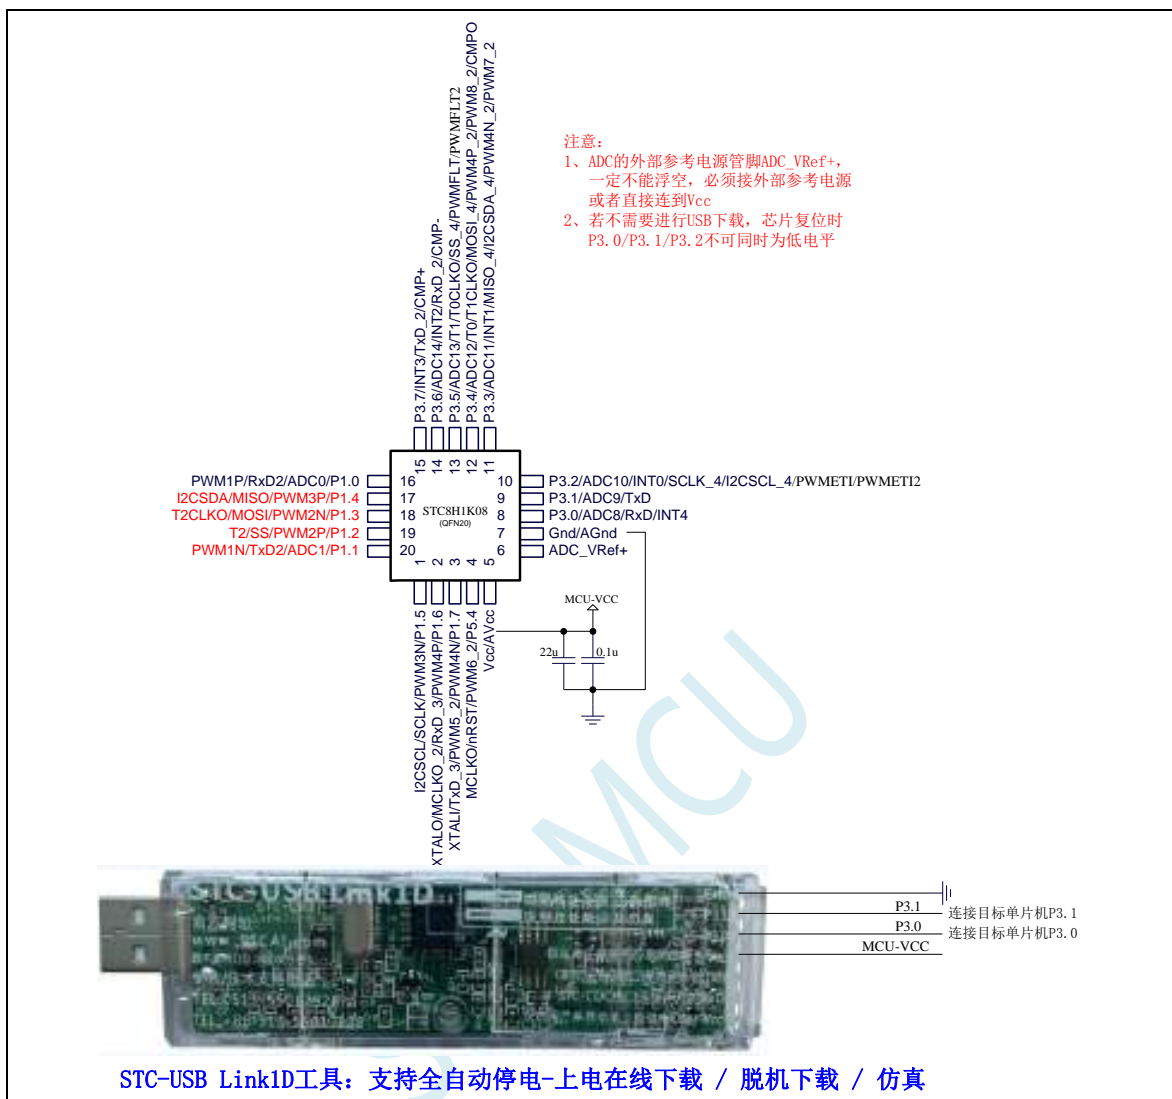 P3.7/INT3/TxD_2/CMP+
P3.6/ADC14/INT2/RxD_2/CMP-
P3.5/ADC13/T1/T0CLKO/SS_4/PWMFLT/PWMFLT2
P3.4/ADC12/T0/T1CLKO/MOSI_4/PWM4P_2/PWM8_2/CMPO
P3.3/ADC11/INT1/MISO_4/I2CSDA_4/PWM4N_2/PWM7_2
注意:
1、ADC的外部参考电源管脚ADC_VRef+,
一定不能浮空, 必须接外部参考电源
或者直接连到Vcc
2、若不需要进行USB下载, 芯片复位时
P3.0/P3.1/P3.2不可同时为低电平
15
14
13
12
11
PWM1P/RxD2/ADC0/P1.0
16
I2CSDA/MISO/PWM3P/P1.4
17
T2CLKO/MOSI/PWM2N/P1.3
18
T2/SS/PWM2P/P1.2
19
PWM1N/TxD2/ADC1/P1.1
20
STC8H1K08
(QFN20)
10
P3.2/ADC10/INT0/SCLK_4/I2CSCL_4/PWMETI/PWMETI2
9
P3.1/ADC9/TxD
8
P3.0/ADC8/RxD/INT4
7
Gnd/AGnd
6
ADC_VRef+
1
2
3
4
5
I2CSCL/SCLK/PWM3N/P1.5
XTALO/MCLKO_2/RxD_3/PWM4P/P1.6
XTALI/TxD_3/PWM5_2/PWM4N/P1.7
MCLKO/nRST/PWM6_2/P5.4
Vcc/AVcc
MCU-VCC
22u
0.1u
MCU
STC-USB Link1D
P3.1
连接目标单片机P3.1
P3.0
连接目标单片机P3.0
MCU-VCC
STC-USB Link1D工具: 支持全自动停电-上电在线下载 / 脱机下载 / 仿真